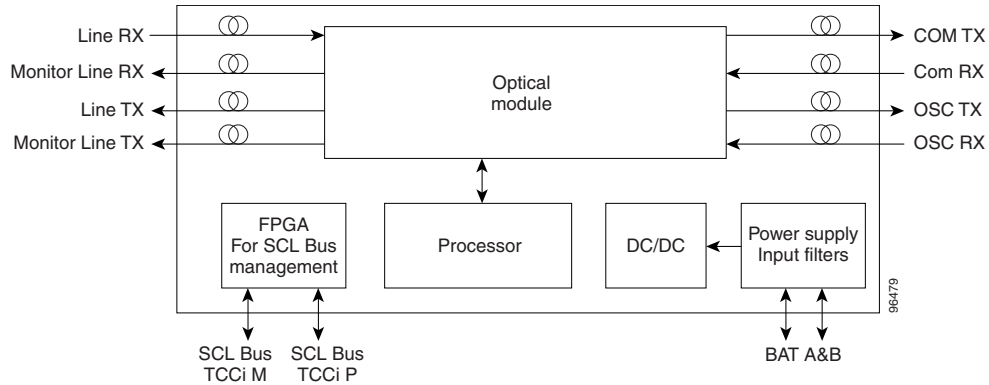 Line RX
COM TX
Monitor Line RX
Com RX
Line TX
OSC TX
Monitor Line TX
OSC RX
Optical
module
FPGA
For SCL Bus
management
Processor
DC/DC
Power supply
Input filters
96479
SCL Bus
TCCi M
SCL Bus
TCCi P
BAT A&B